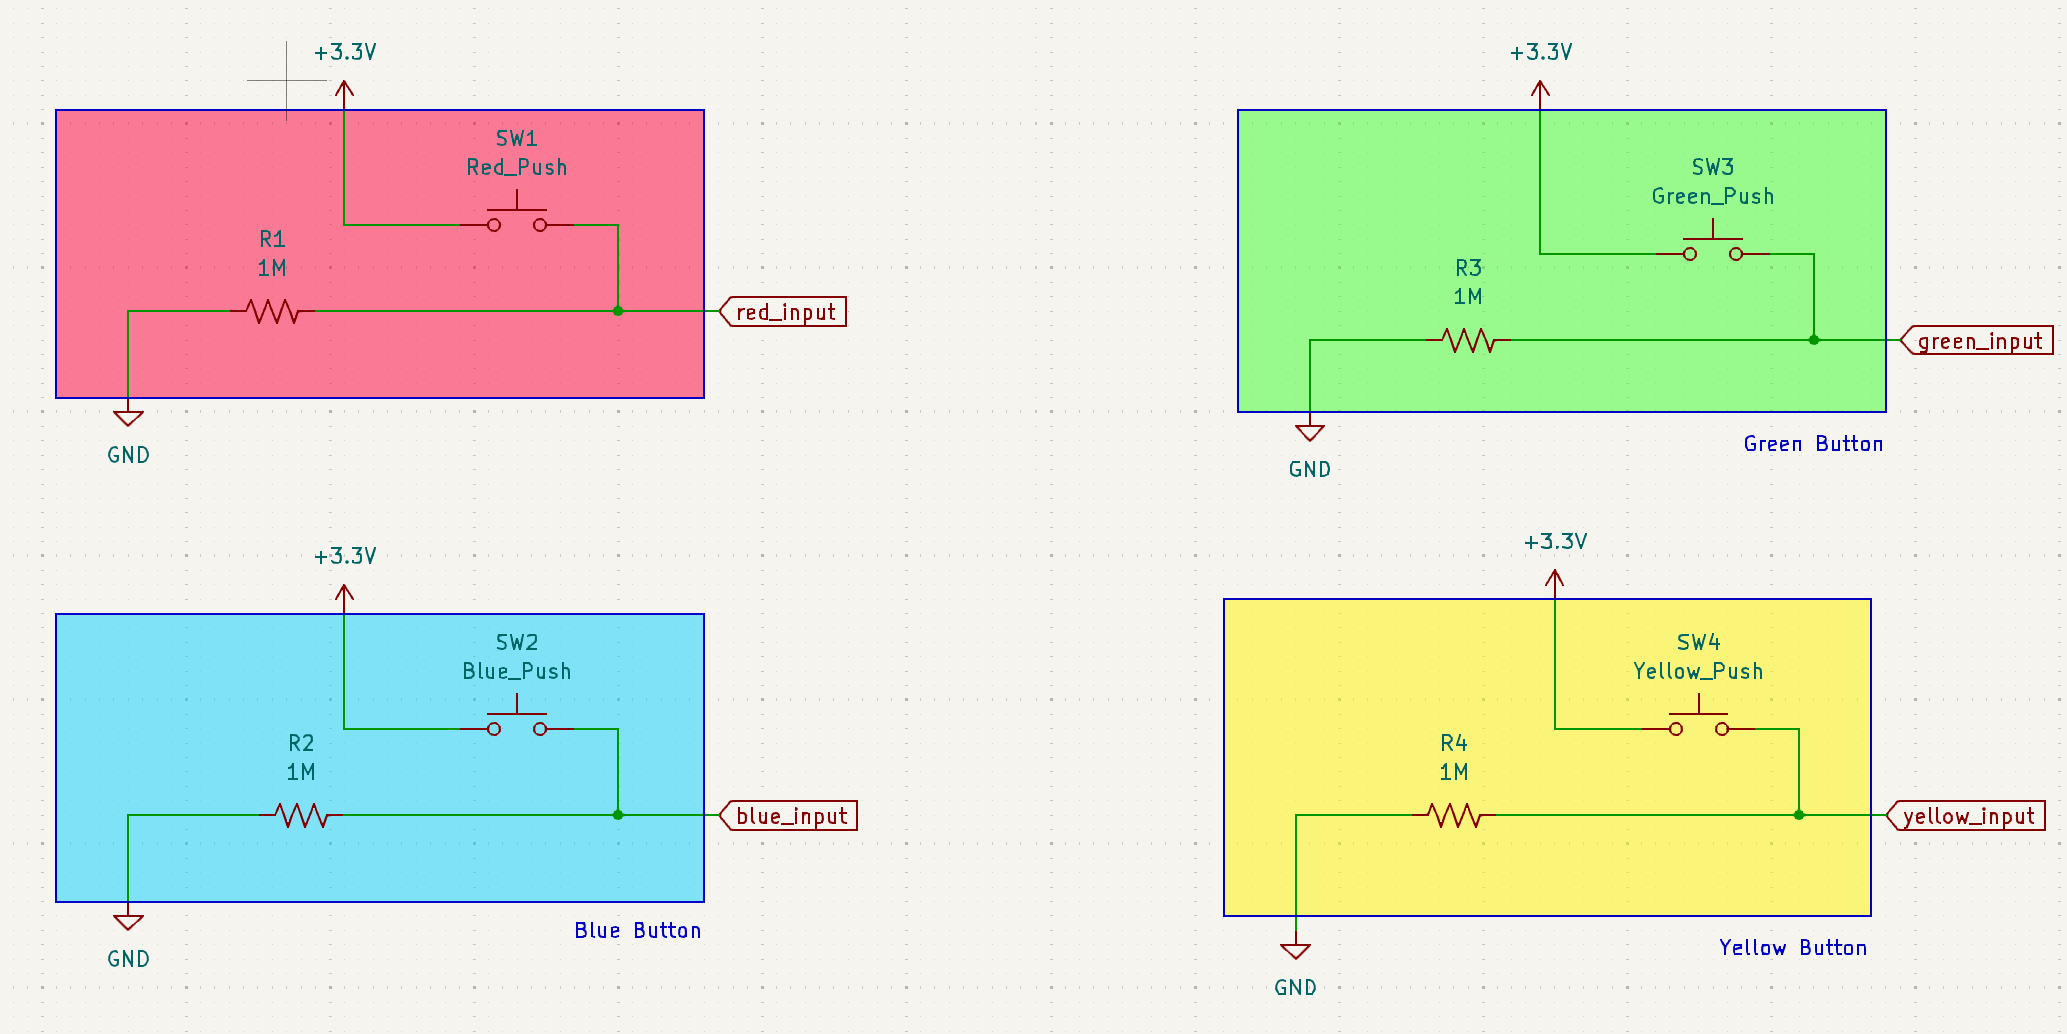 +3.3V
SW1
Red_Push
R1
1M
red_input
GND
+3.3V
SW3
Green_Push
R3
1M
green_input
Green Button
GND
+3.3V
SW2
Blue_Push
R2
1M
blue_input
Blue Button
GND
+3.3V
SW4
Yellow_Push
R4
1M
yellow_input
Yellow Button
GND